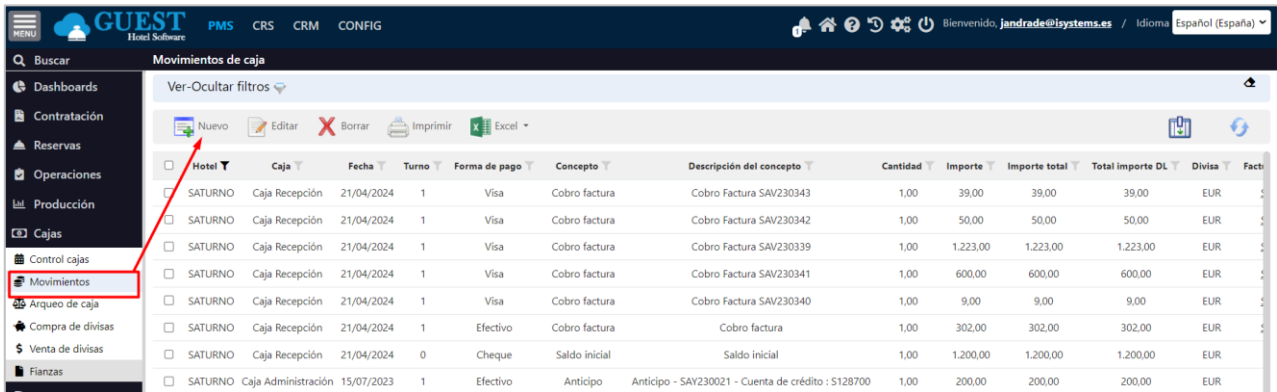 MENU GUEST Hotel Software PMS CRS CRM CONFIG 1 Bienvenido, jandrade@isystems.es / Idioma Español (España)
Buscar Movimientos de caja
Dashboards Ver-Ocultar filtros
Contratación Nuevo Editar Borrar Imprimir Excel
Reservas
Operaciones Hotel Caja Fecha Turno Forma de pago Concepto Descripción del concepto Cantidad Importe Importe total Total importe DL Divisa
SATURNO Caja Recepción 21/04/2024 1 Visa Cobro factura Cobro Factura SAV230343 1,00 39,00 39,00 39,00 EUR
Producción SATURNO Caja Recepción 21/04/2024 1 Visa Cobro factura Cobro Factura SAV230342 1,00 50,00 50,00 50,00 EUR
Cajas SATURNO Caja Recepción 21/04/2024 1 Visa Cobro factura Cobro Factura SAV230339 1,00 1.223,00 1.223,00 1.223,00 EUR
Control cajas
Movimientos SATURNO Caja Recepción 21/04/2024 1 Visa Cobro factura Cobro Factura SAV230341 1,00 600,00 600,00 600,00 EUR
Arqueo de caja SATURNO Caja Recepción 21/04/2024 1 Visa Cobro factura Cobro Factura SAV230340 1,00 9,00 9,00 9,00 EUR
Compra de divisas SATURNO Caja Recepción 21/04/2024 1 Efectivo Cobro factura Cobro factura 1,00 302,00 302,00 302,00 EUR
Venta de divisas SATURNO Caja Recepción 21/04/2024 0 Cheque Saldo inicial Saldo inicial 1,00 1.200,00 1.200,00 1.200,00 EUR
Fianzas SATURNO Caja Administración 15/07/2023 1 Efectivo Anticipo Anticipo - SAY230021 - Cuenta de crédito : S128700 1,00 200,00 200,00 200,00 EUR